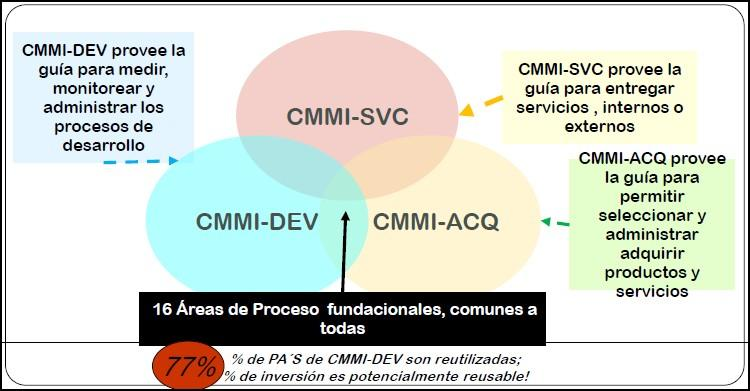 CMMI-DEV provee la
guía para medir,
monitorear y
administrar los
procesos de
desarrollo
CMMI-SVC
CMMI-SVC provee la
guía para entregar
servicios , internos o
externos
CMMI-DEV
CMMI-ACQ
CMMI-ACQ provee
la guía para
permitir
seleccionar y
administrar
adquirir
productos y
servicios
16 Áreas de Proceso fundacionales, comunes a
todas
77%
% de PA´S de CMMI-DEV son reutilizadas;
% de inversión es potencialmente reusable!